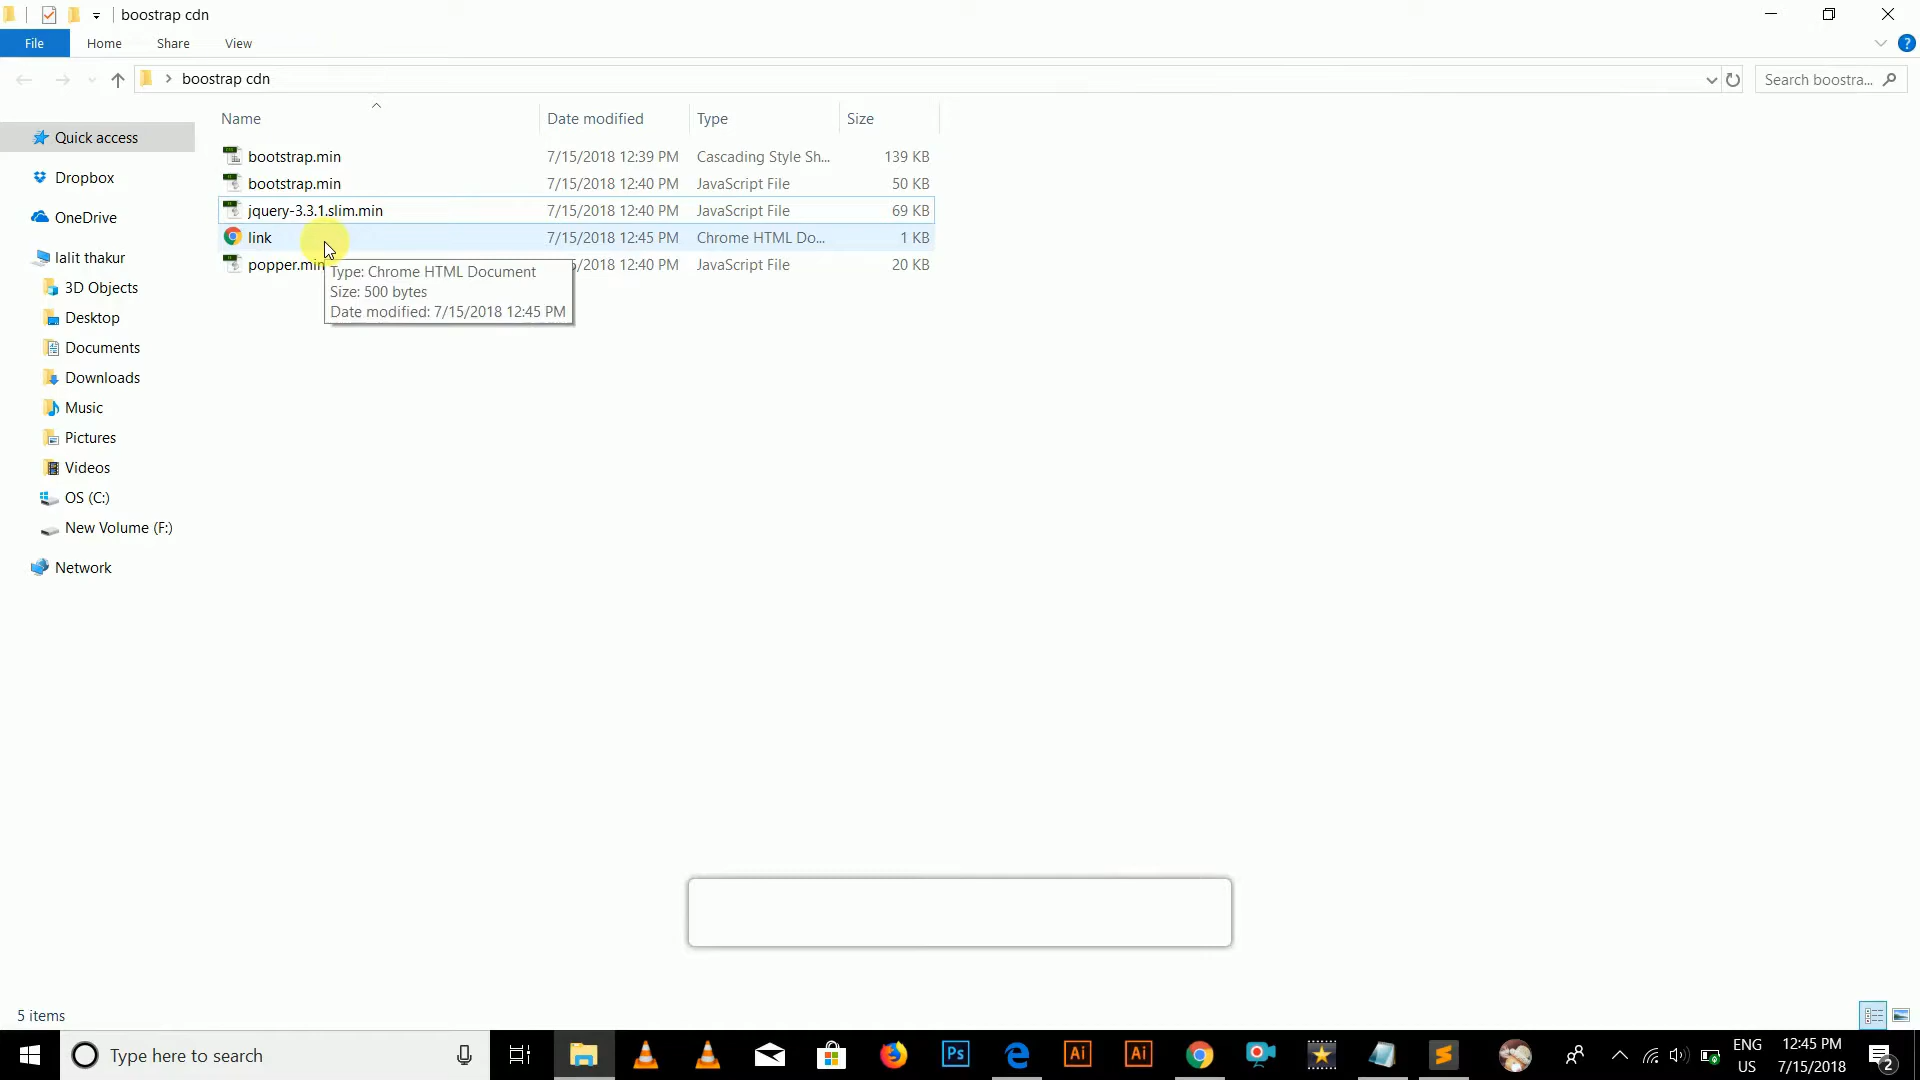 boostrap cdn
File Home Share View
boostrap cdn
Search boostra...
Name Date modified Type Size
Quick access
Dropbox
OneDrive
lalit thakur
3D Objects
Desktop
Documents
Downloads
Music
Pictures
Videos
OS (C:)
New Volume (F:)
Network
bootstrap.min 7/15/2018 12:39 PM Cascading Style Sh... 139 KB
bootstrap.min 7/15/2018 12:40 PM JavaScript File 50 KB
jquery-3.3.1.slim.min 7/15/2018 12:40 PM JavaScript File 69 KB
link 7/15/2018 12:45 PM Chrome HTML Do... 1 KB
popper.min 5/2018 12:40 PM JavaScript File 20 KB
Type: Chrome HTML Document
Size: 500 bytes
Date modified: 7/15/2018 12:45 PM
5 items
Type here to search
Ps
Ai
Ai
ENG
US
12:45 PM
7/15/2018
2